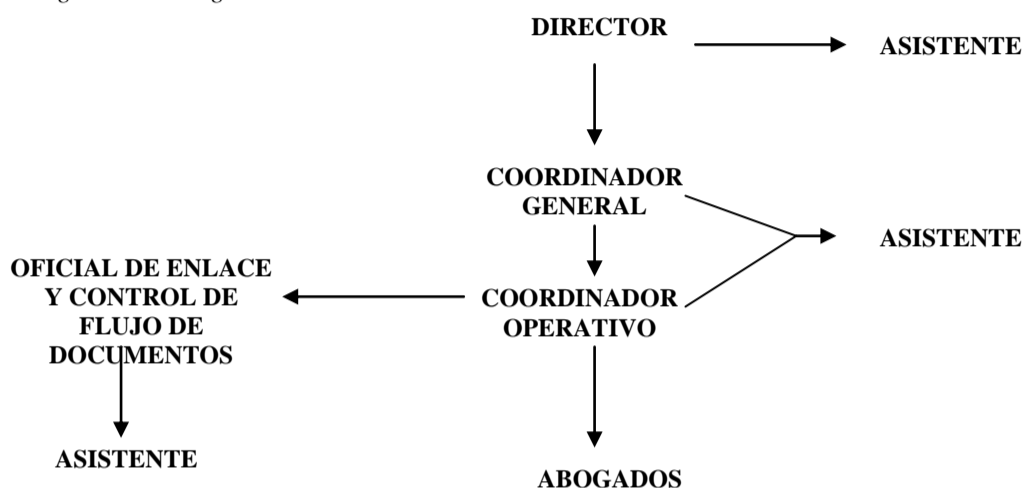 DIRECTOR
ASISTENTE
COORDINADOR
GENERAL
ASISTENTE
OFICIAL DE ENLACE
Y CONTROL DE
FLUJO DE
DOCUMENTOS
COORDINADOR
OPERATIVO
ASISTENTE
ABOGADOS